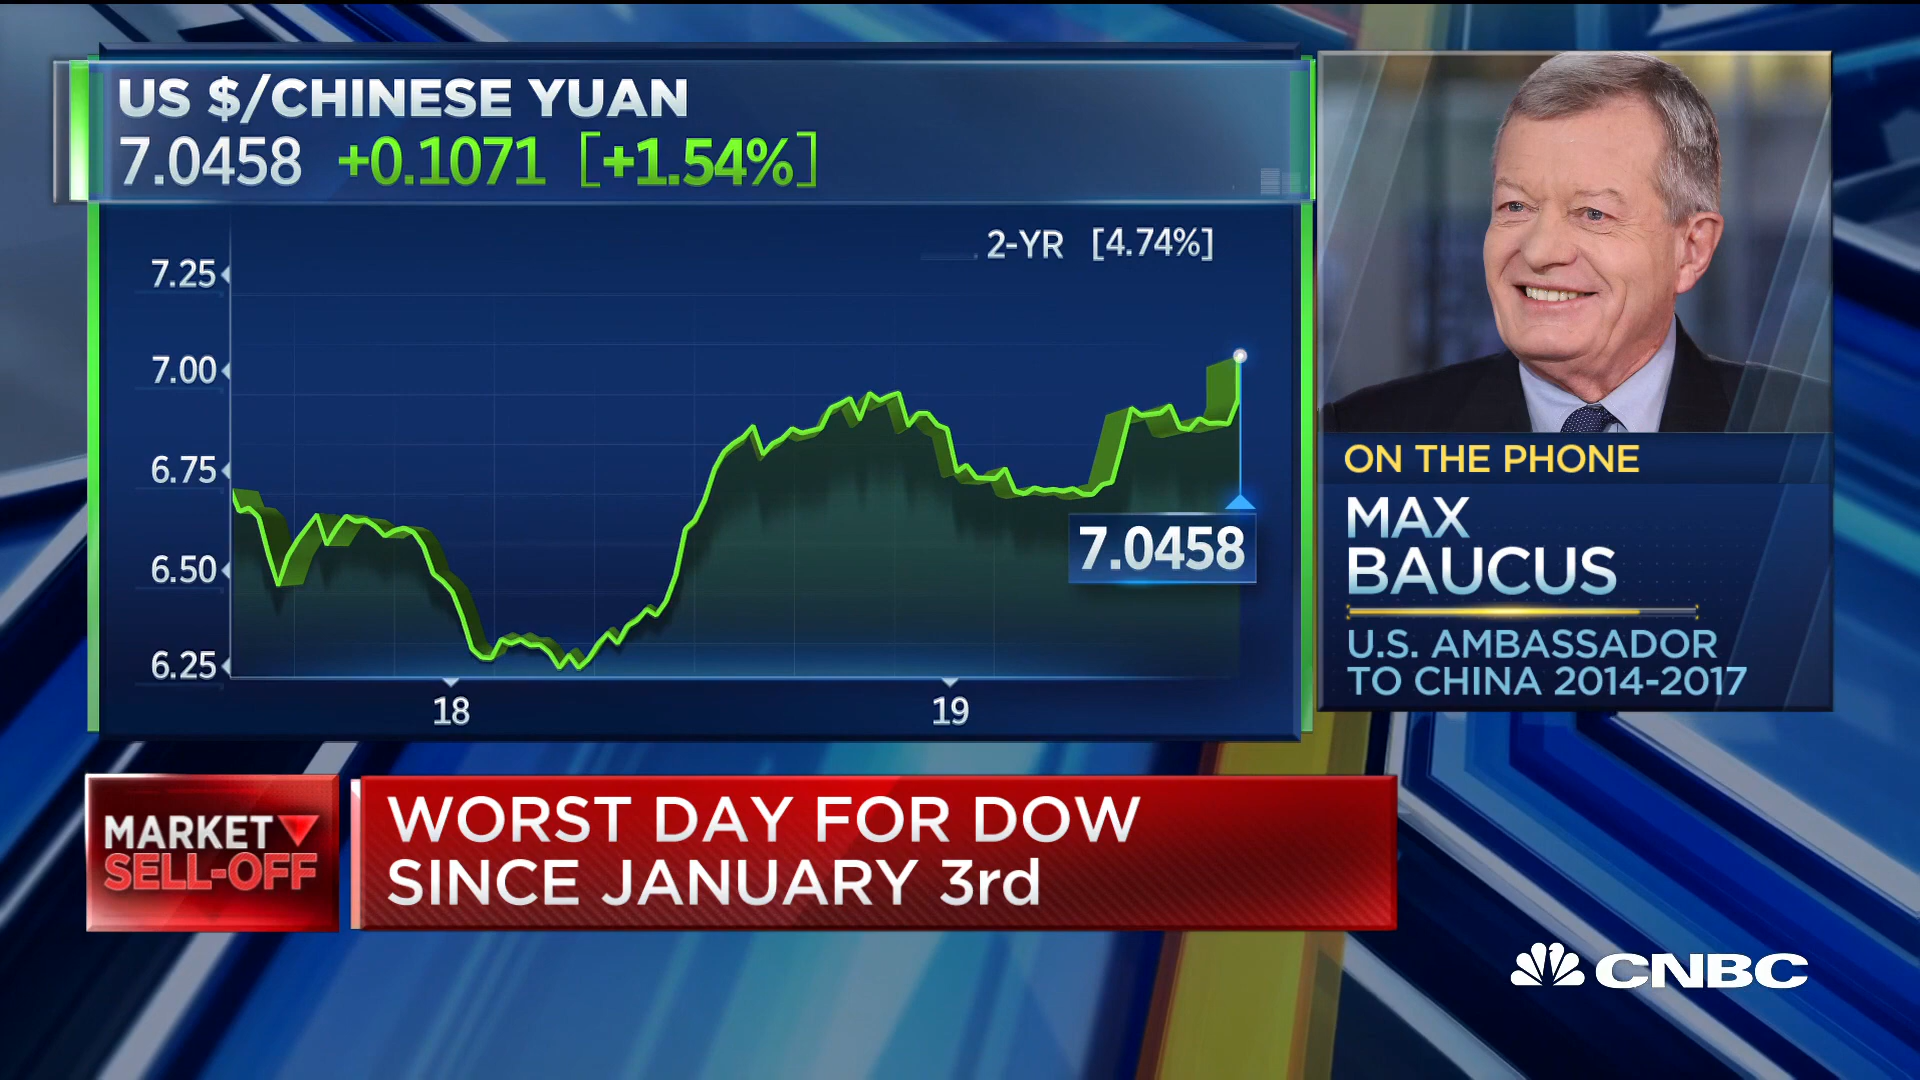 US $/CHINESE YUAN
7.0458 +0.1071 [+1.54%]
2-YR [4.74%]
7.25
7.00
6.75
6.50
6.25
7.0458
18
19
ON THE PHONE
MAX
BAUCUS
U.S. AMBASSADOR
TO CHINA 2014-2017
MARKET
SELL-OFF
WORST DAY FOR DOW
SINCE JANUARY 3rd
CNBC